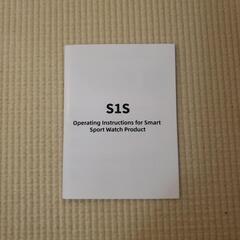 S1S
Operating Instructions for Smart
Sport Watch Product